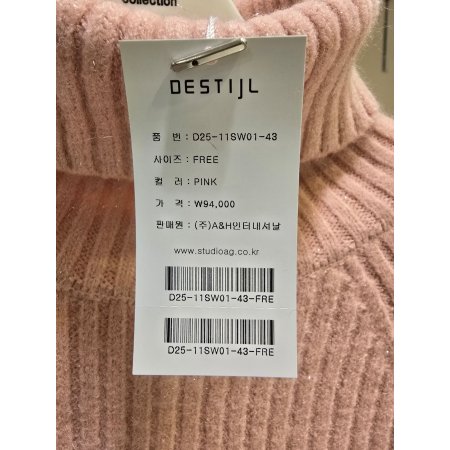 collection
DESTIJL
품 번 : D25-11SW01-43
사이즈 : FREE
컬 러 : PINK
가 격 : ₩94,000
판매원 : (주)A&H인터내셔날
www.studioag.co.kr
D25-11SW01-43-FRE
D25-11SW01-43-FRE